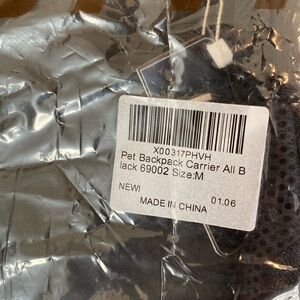 X00317PHVH
Pet Backpack Carrier All B
lack 69002 Size:M
NEW!
MADE IN CHINA
01.06